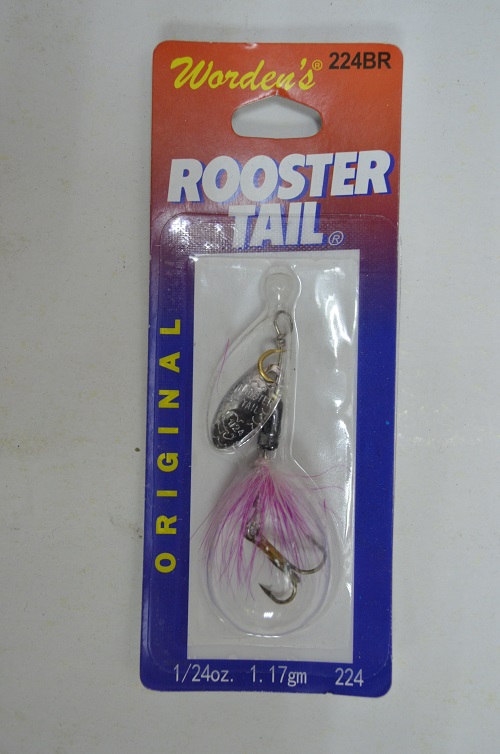 Worden's® 224BR
ROOSTER
TAIL®
ORIGINAL
1/24oz. 1.17gm 224